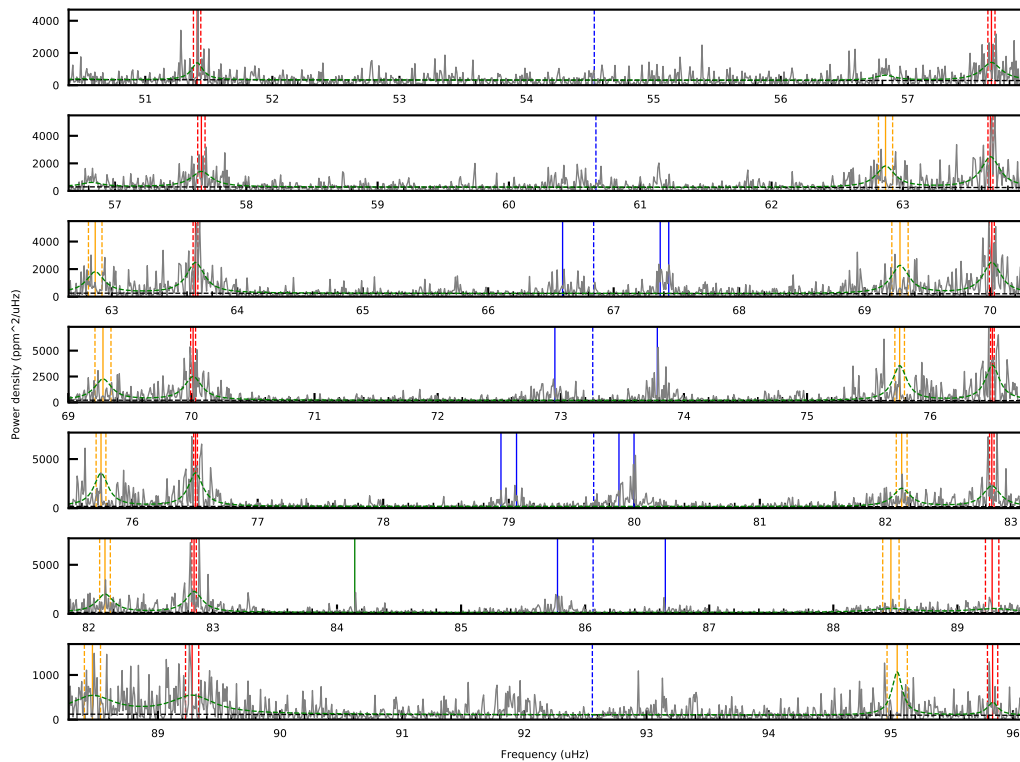 4000
2000
0
51 52 53 54 55 56 57
4000
2000
0
57 58 59 60 61 62 63
4000
2000
0
63 64 65 66 67 68 69 70
Power density (ppm^2/uHz)
5000
2500
0
69 70 71 72 73 74 75 76
5000
0
76 77 78 79 80 81 82 83
5000
0
82 83 84 85 86 87 88 89
1000
0
89 90 91 92 93 94 95 96
Frequency (uHz)